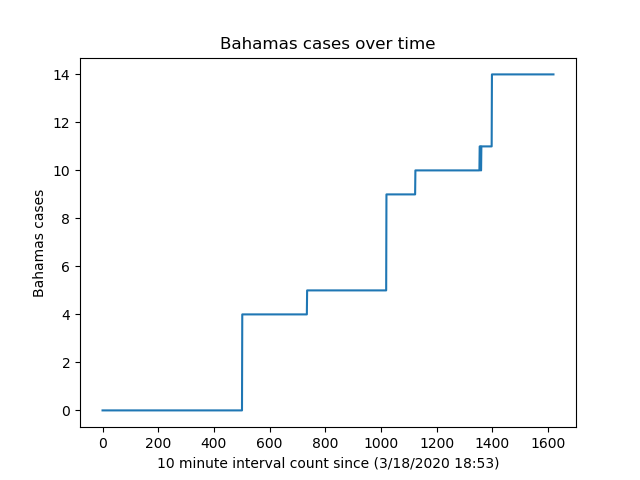 Bahamas cases over time
14
12
10
8
6
4
2
0
Bahamas cases
0 200 400 600 800 1000 1200 1400 1600
10 minute interval count since (3/18/2020 18:53)